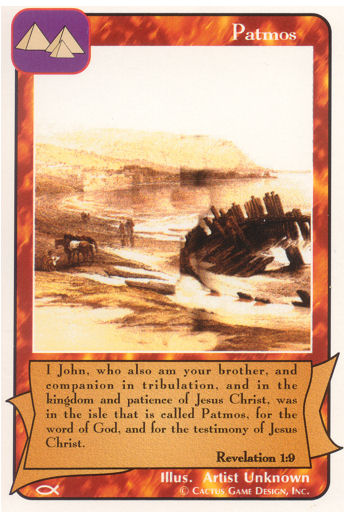 Patmos
I John, who also am your brother, and
companion in tribulation, and in the
kingdom and patience of Jesus Christ, was
in the isle that is called Patmos, for the
word of God, and for the testimony of Jesus
Christ.
Revelation 1:9
Illus. Artist Unknown
© CACTUS GAME DESIGN, INC.